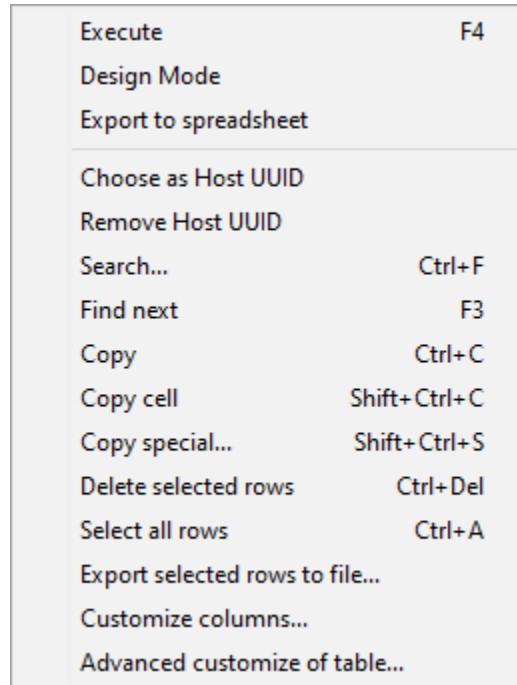 Execute F4
Design Mode
Export to spreadsheet
Choose as Host UUID
Remove Host UUID
Search... Ctrl+F
Find next F3
Copy Ctrl+C
Copy cell Shift+Ctrl+C
Copy special... Shift+Ctrl+S
Delete selected rows Ctrl+Del
Select all rows Ctrl+A
Export selected rows to file...
Customize columns...
Advanced customize of table...